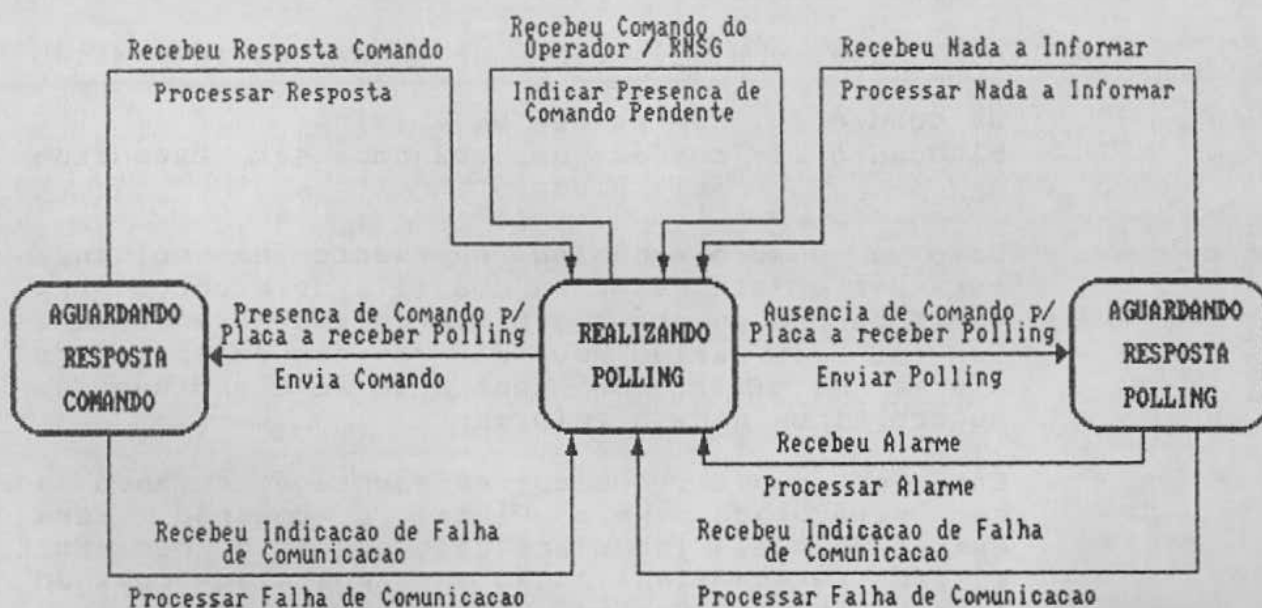 Recebeu Resposta Comando
Processar Resposta
Recebeu Comando do
Operador / RNSG
Indicar Presenca de
Comando Pendente
Recebeu Nada a Informar
Processar Nada a Informar
AGUARDANDO
RESPOSTA
COMANDO
Presenca de Comando p/
Placa a receber Polling
Envia Comando
REALIZANDO
POLLING
Ausencia de Comando p/
Placa a receber Polling
Enviar Polling
AGUARDANDO
RESPOSTA
POLLING
Recebeu Alarme
Processar Alarme
Recebeu Indicacao de Falha
de Comunicacao
Processar Falha de Comunicacao
Recebeu Indicacao de Falha
de Comunicacao
Processar Falha de Comunicacao